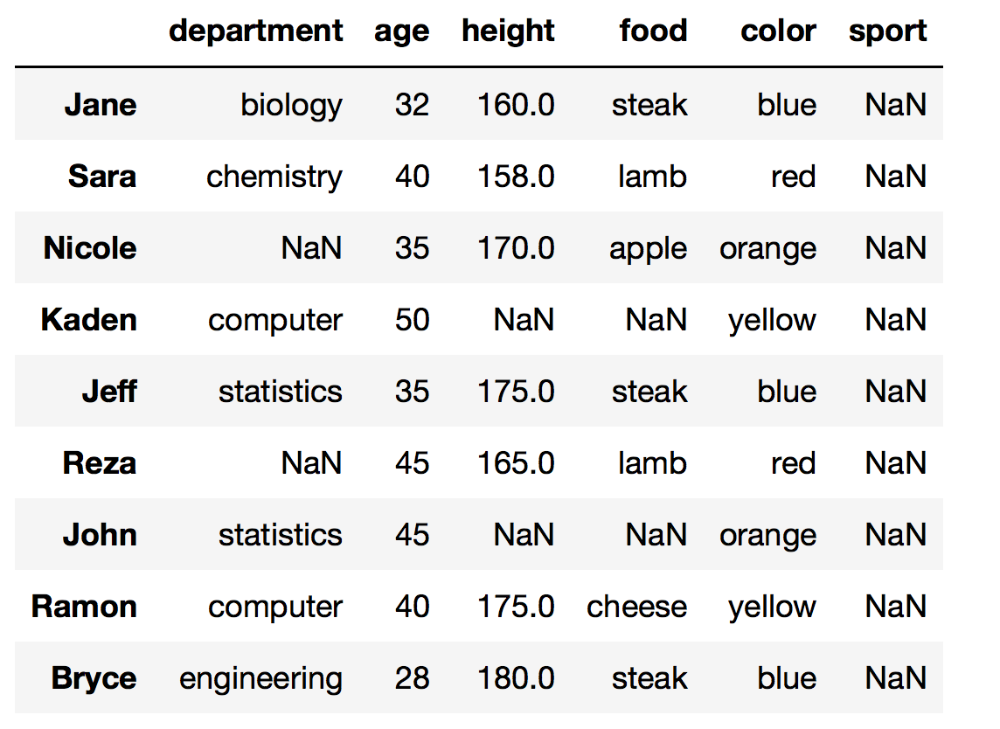 department age height food color sport
Jane biology 32 160.0 steak blue NaN
Sara chemistry 40 158.0 lamb red NaN
Nicole NaN 35 170.0 apple orange NaN
Kaden computer 50 NaN NaN yellow NaN
Jeff statistics 35 175.0 steak blue NaN
Reza NaN 45 165.0 lamb red NaN
John statistics 45 NaN NaN orange NaN
Ramon computer 40 175.0 cheese yellow NaN
Bryce engineering 28 180.0 steak blue NaN